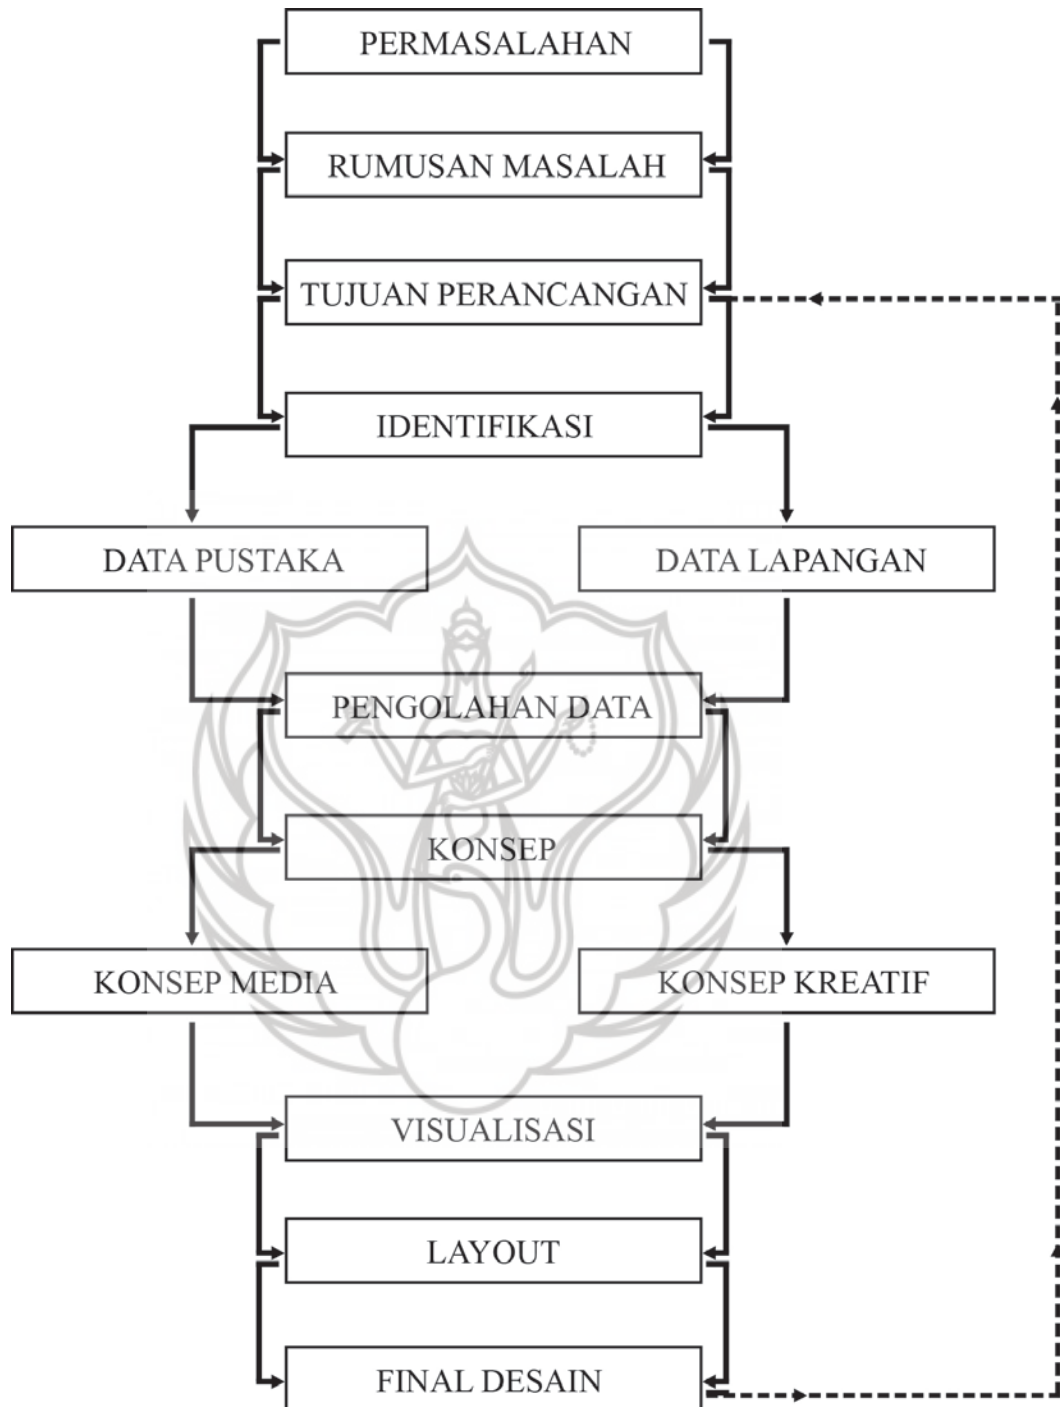 PERMASALAHAN
RUMUSAN MASALAH
TUJUAN PERANCANGAN
IDENTIFIKASI
DATA PUSTAKA
DATA LAPANGAN
PENGOLAHAN DATA
KONSEP
KONSEP MEDIA
KONSEP KREATIF
VISUALISASI
LAYOUT
FINAL DESAIN